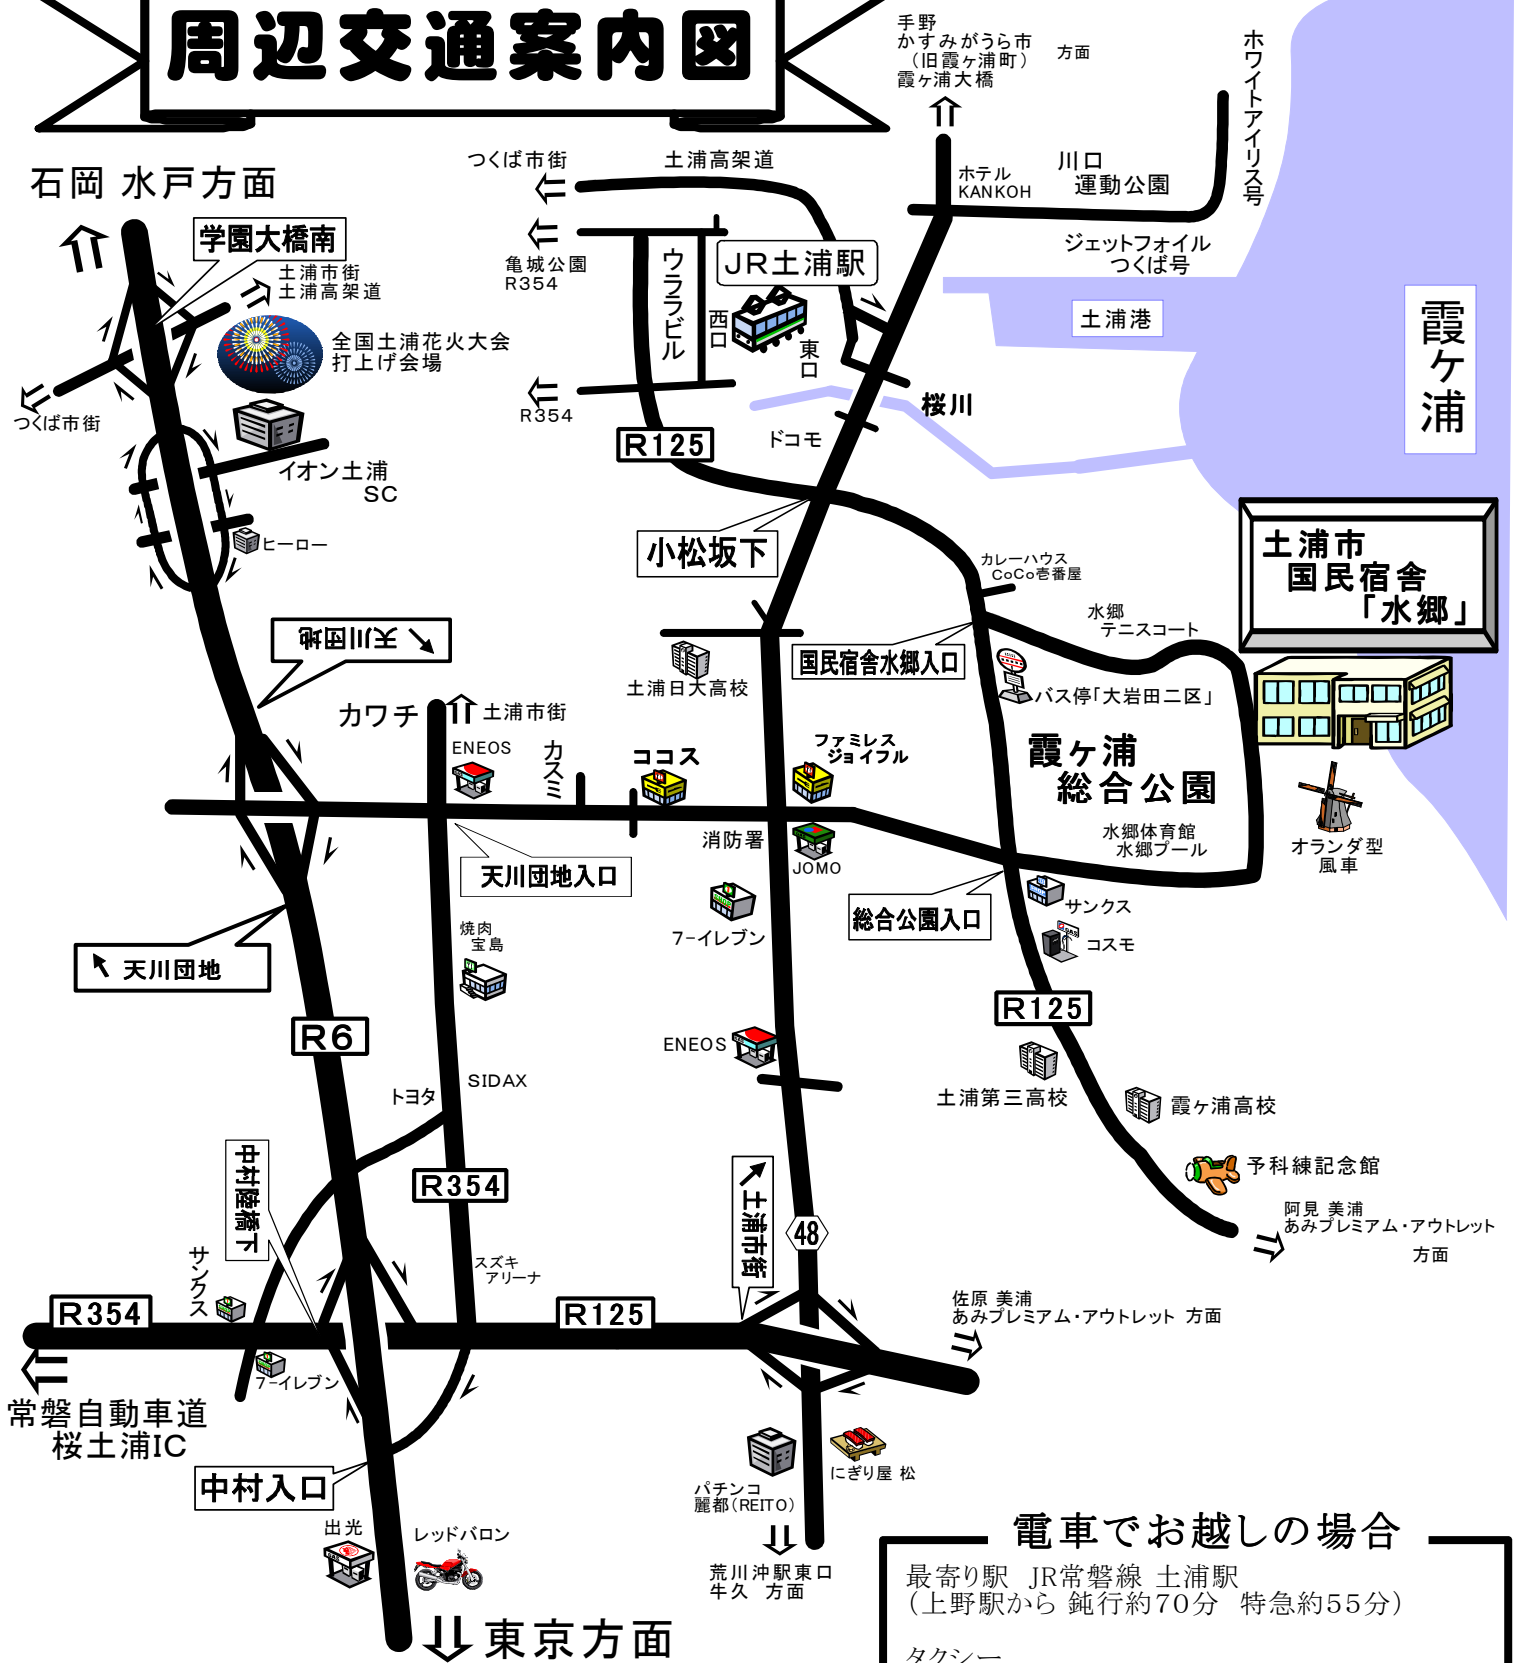 周辺交通案内図
手野
かすみがうら市
（旧霞ヶ浦町）
霞ヶ浦大橋
方面
ホワイトアイリス号
石岡 水戸方面
つくば市街
土浦高架道
ホテル
KANKOH
川口
運動公園
学園大橋南
土浦市街
土浦高架道
亀城公園
R354
ウララビル
JR土浦駅
西口
東口
ジェットフォイル
つくば号
土浦港
霞ヶ浦
全国土浦花火大会
打上げ会場
つくば市街
R354
桜川
ドコモ
R125
イオン土浦
SC
ヒーロー
小松坂下
カレーハウス
CoCo壱番屋
土浦市
国民宿舎
「水郷」
水郷
テニスコート
天川団地
土浦日大高校
国民宿舎水郷入口
バス停「大岩田二区」
カワチ
土浦市街
ENEOS
カスミ
ココス
ファミレス
ジョイフル
霞ヶ浦
総合公園
水郷体育館
水郷プール
オランダ型
風車
消防署
JOMO
天川団地入口
総合公園入口
サンクス
コスモ
7-イレブン
焼肉
宝島
天川団地
R6
R125
ENEOS
土浦第三高校
霞ヶ浦高校
SIDAX
トヨタ
中村陸橋下
R354
土浦市街
48
予科練記念館
阿見 美浦
あみプレミアム・アウトレット
方面
サンクス
スズキ
アリーナ
R354
R125
佐原 美浦
あみプレミアム・アウトレット 方面
7-イレブン
常磐自動車道
桜土浦IC
中村入口
パチンコ
麗都(REITO)
にぎり屋 松
出光
レッドバロン
荒川沖駅東口
牛久 方面
東京方面
電車でお越しの場合
最寄り駅 JR常磐線 土浦駅
（上野駅から 鈍行約70分 特急約55分）
タクシー